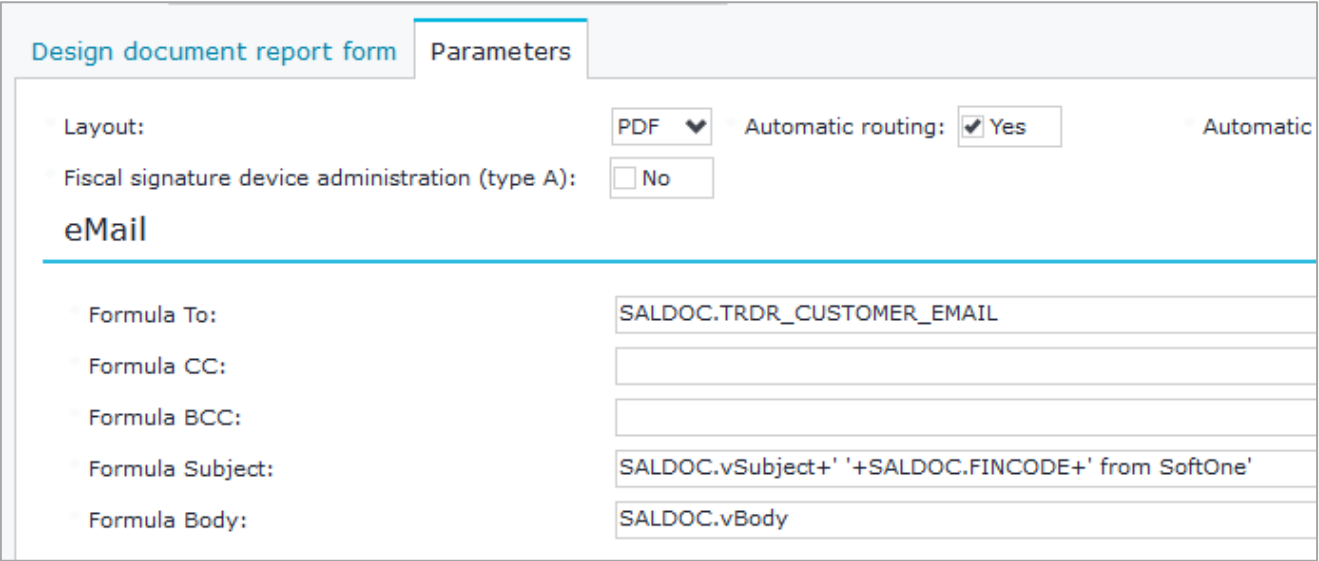 Design document report form Parameters
Layout: PDF Automatic routing: Yes Automatic
Fiscal signature device administration (type A): No
eMail
Formula To: SALDOC.TRDR_CUSTOMER_EMAIL
Formula CC:
Formula BCC:
Formula Subject: SALDOC.vSubject+' '+SALDOC.FINCODE+' from SoftOne'
Formula Body: SALDOC.vBody